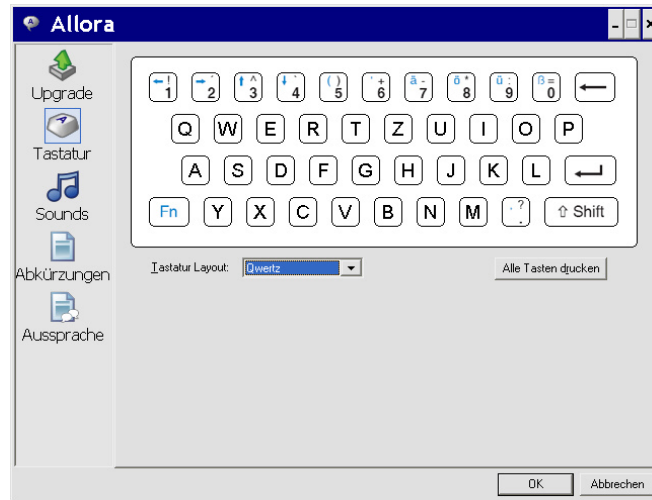 Allora
Upgrade
Tastatur
Sounds
Abkürzungen
Aussprache
← ! 1 → 2 ↑ ^ 3 ↓ 4 ( ) 5 + 6 ä - 7 ö * 8 ü ; 9 ß = 0 ←
Q W E R T Z U I O P
A S D F G H J K L ↵
Fn Y X C V B N M ? . ⇧ Shift
Tastatur Layout: Qwertz Alle Tasten drucken
OK Abbrechen